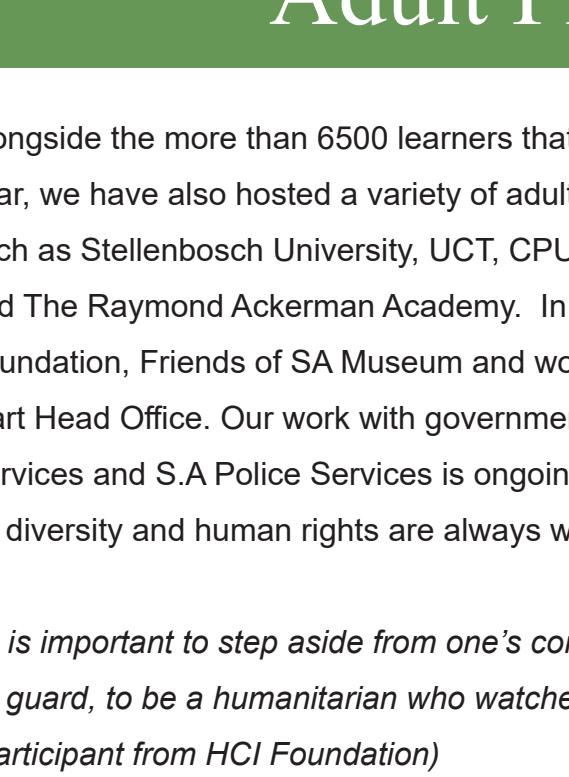 Adult P
ongside the more than 6500 learners that
ar, we have also hosted a variety of adult
ch as Stellenbosch University, UCT, CPU
d The Raymond Ackerman Academy. In
undation, Friends of SA Museum and wo
art Head Office. Our work with governme
rvices and S.A Police Services is ongoin
diversity and human rights are always w
is important to step aside from one’s co
guard, to be a humanitarian who watche
articipant from HCI Foundation)